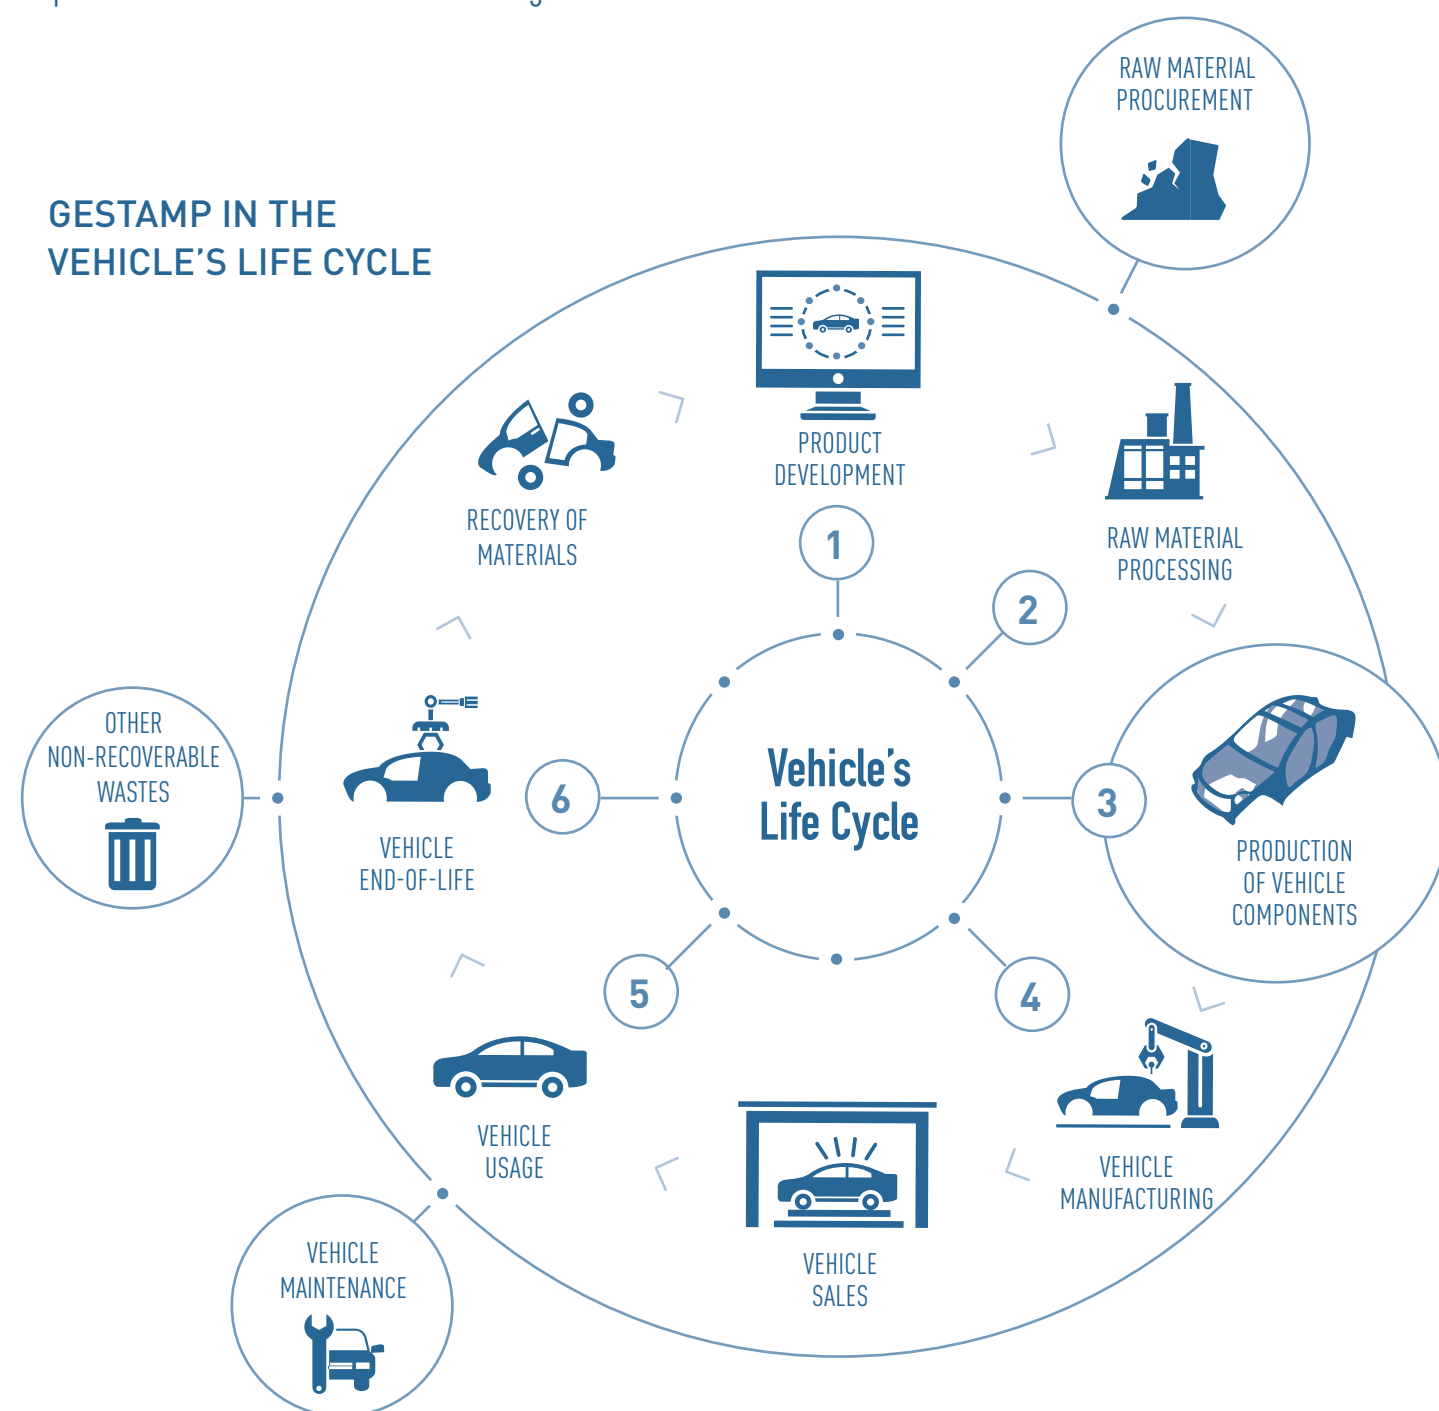 GESTAMP IN THE
VEHICLE'S LIFE CYCLE
RAW MATERIAL
PROCUREMENT
PRODUCT
DEVELOPMENT
1
RAW MATERIAL
PROCESSING
2
PRODUCTION
OF VEHICLE
COMPONENTS
3
VEHICLE
MANUFACTURING
4
VEHICLE
SALES
VEHICLE
USAGE
5
VEHICLE
MAINTENANCE
VEHICLE
END-OF-LIFE
6
OTHER
NON-RECOVERABLE
WASTES
RECOVERY OF
MATERIALS
Vehicle's
Life Cycle